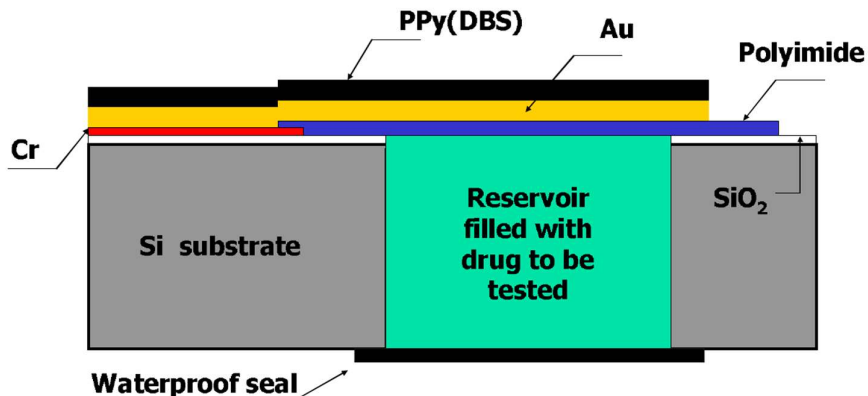 PPy(DBS)
Au
Polyimide
Cr
SiO₂
Si substrate
Reservoir
filled with
drug to be
tested
Waterproof seal